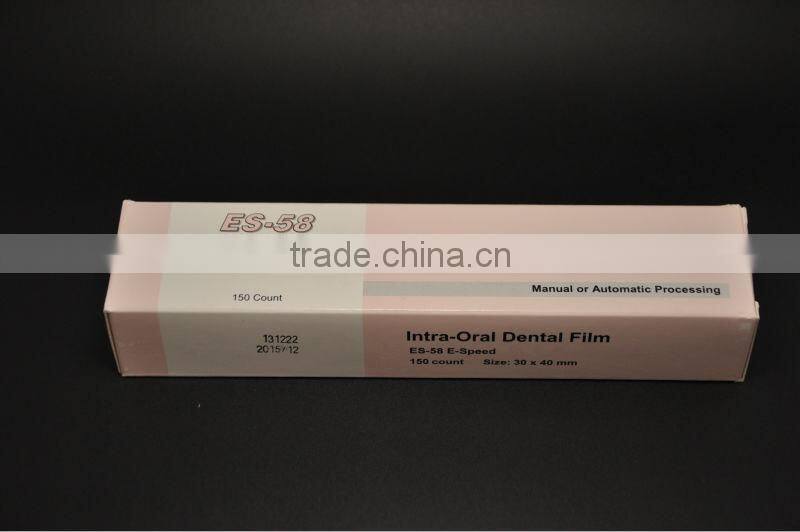 ES-58
trade.china.cn
150 Count
Manual or Automatic Processing
131222
2015/12
Intra-Oral Dental Film
ES-58 E-Speed
150 count Size: 30 x 40 mm